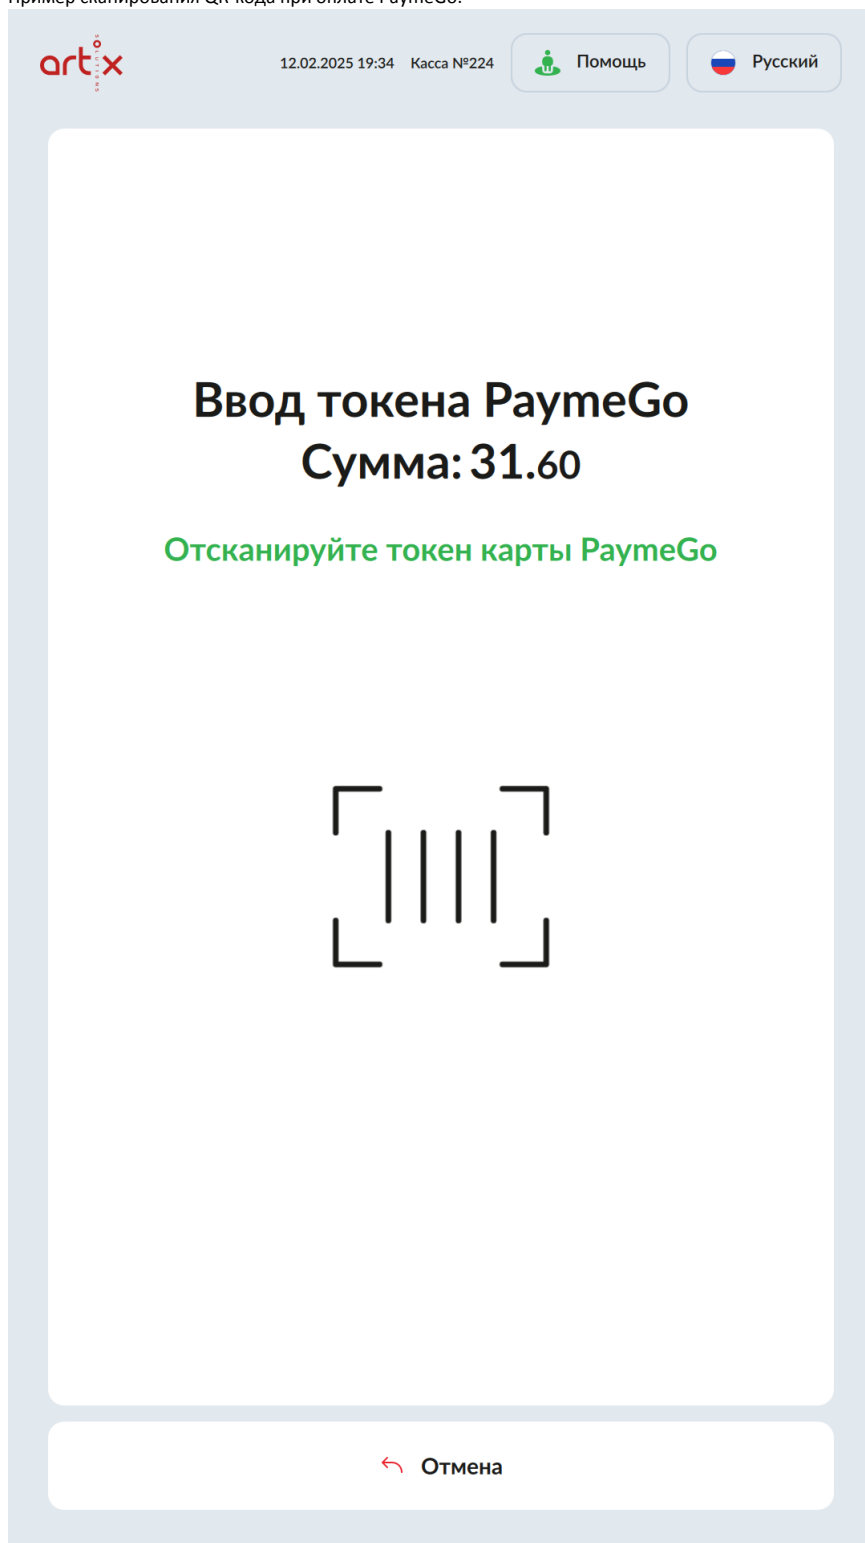 Пример сканирования QR-кода при оплате PaymeGo:
artix
SOLUTIONS
12.02.2025 19:34 Касса №224
Помощь
Русский
Ввод токена PaymeGo
Сумма: 31.60
Отсканируйте токен карты PaymeGo
Отмена